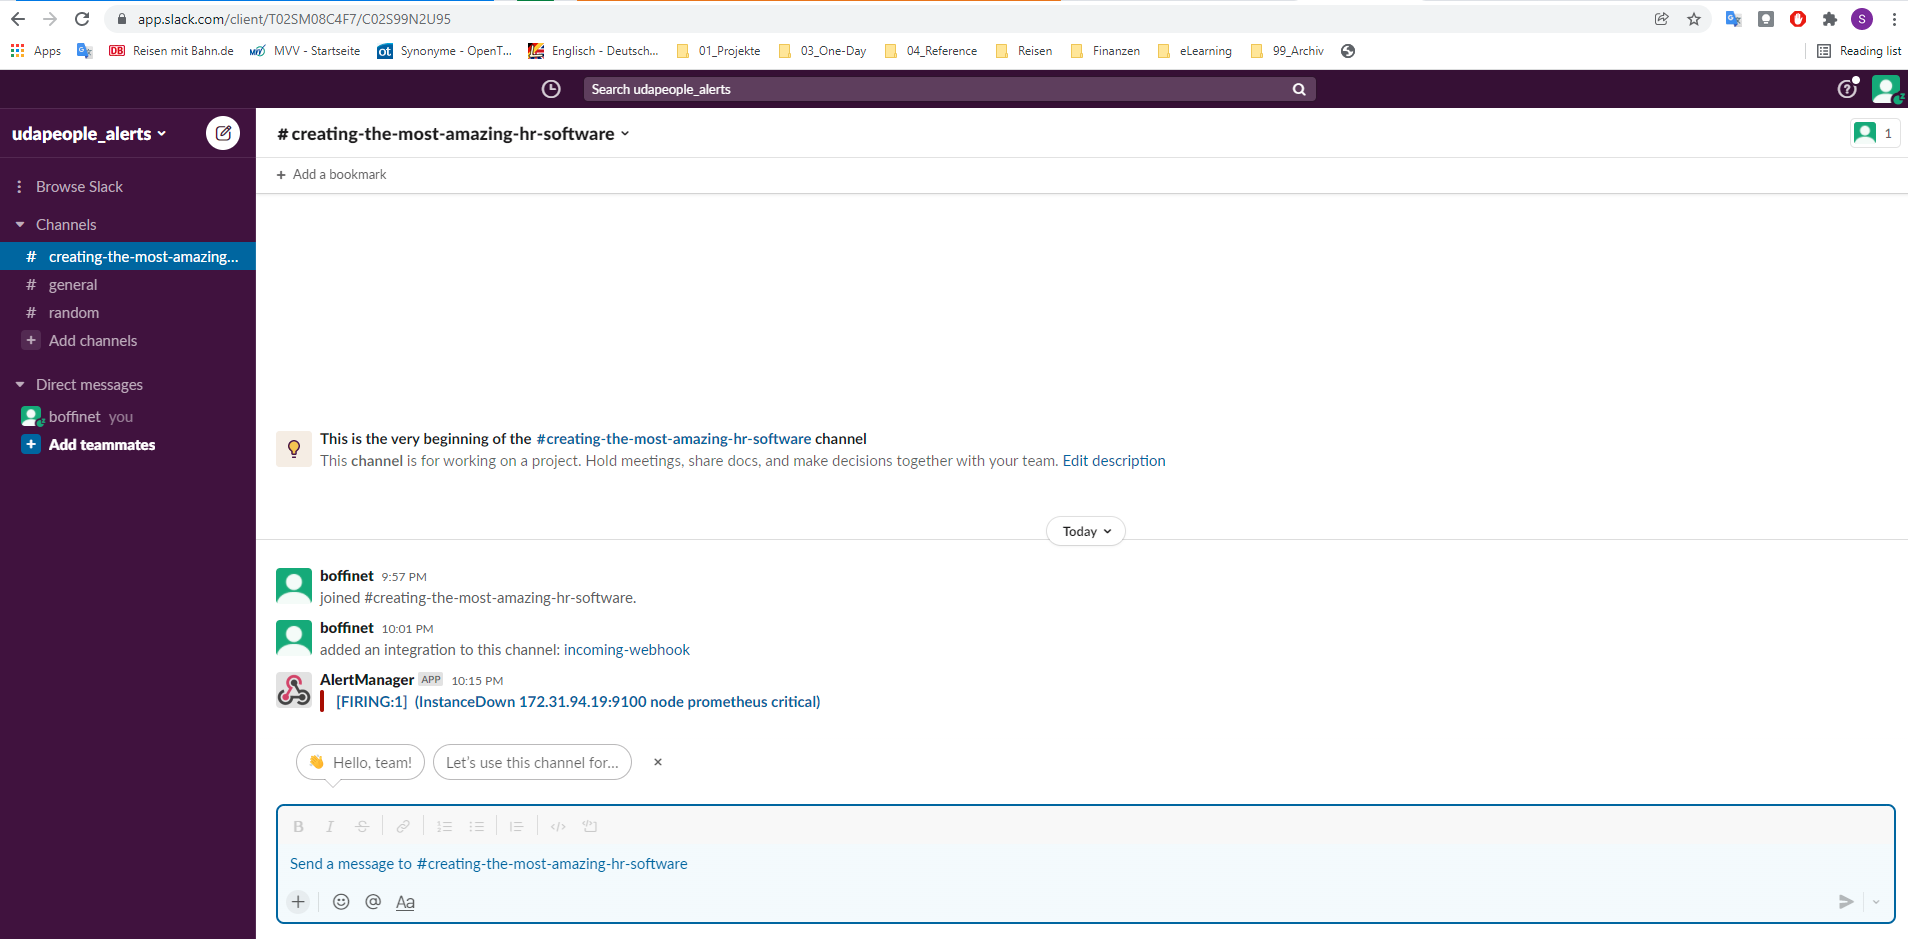 app.slack.com/client/T02SM08C4F7/C02S99N2U95
S
Apps
DB Reisen mit Bahn.de
MVV - Startseite
ot Synonyme - OpenT...
Englisch - Deutsch...
01_Projekte
03_One-Day
04_Reference
Reisen
Finanzen
eLearning
99_Archiv
Reading list
Search udapeople_alerts
udapeople_alerts
Browse Slack
Channels
# creating-the-most-amazing...
# general
# random
+ Add channels
Direct messages
boffinet you
+ Add teammates
# creating-the-most-amazing-hr-software
1
+ Add a bookmark
This is the very beginning of the #creating-the-most-amazing-hr-software channel
This channel is for working on a project. Hold meetings, share docs, and make decisions together with your team. Edit description
Today
boffinet 9:57 PM
joined #creating-the-most-amazing-hr-software.
boffinet 10:01 PM
added an integration to this channel: incoming-webhook
AlertManager APP 10:15 PM
[FIRING:1] (InstanceDown 172.31.94.19:9100 node prometheus critical)
👋 Hello, team!
Let's use this channel for...
×
B I S
Send a message to #creating-the-most-amazing-hr-software
+ @ Aa